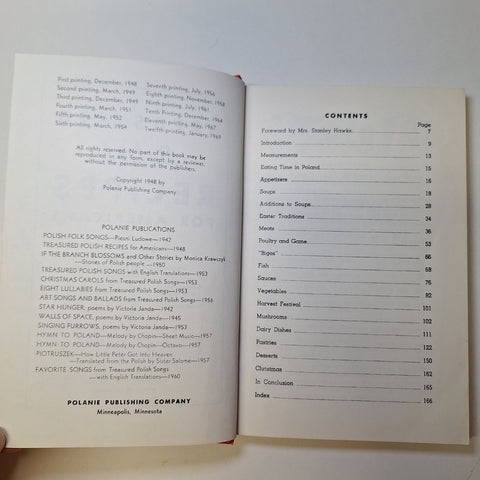 First printing, December, 1948
Second printing, March, 1949
Third printing, December, 1949
Fourth printing, March, 1951
Fifth printing, May, 1952
Sixth printing, March, 1954
Seventh printing, July, 1956
Eighth printing, November, 1958
Ninth printing, July, 1961
Tenth Printing, December, 1964
Eleventh printing, May, 1967
Twelfth printing, January, 1969
All rights reserved. No part of this book may be
reproduced in any form, except by a reviewer,
without the permission of the publishers.
Copyright 1948 by
Polanie Publishing Company
POLANIE PUBLICATIONS
POLISH FOLK SONGS—Piesni Ludowe—1942
TREASURED POLISH RECIPES for Americans—1948
IF THE BRANCH BLOSSOMS and Other Stories by Monica Krawczyk
—Stories of Polish people—1950
TREASURED POLISH SONGS with English Translations—1953
CHRISTMAS CAROLS from Treasured Polish Songs—1953
EIGHT LULLABIES from Treasured Polish Songs—1953
ART SONGS AND BALLADS from Treasured Polish Songs—1956
STAR HUNGER, poems by Victoria Janda—1942
WALLS OF SPACE, poems by Victoria Janda—1945
SINGING FURROWS, poems by Victoria Janda—1953
HYMN TO POLAND—Melody by Chopin—Sheet Music—1957
HYMN TO POLAND—Melody by Chopin—Octavo—1957
PIOTRUSZEK—How Little Peter Got Into Heaven
—Translated from the Polish by Sister Salome—1957
FAVORITE SONGS from Treasured Polish Songs
—with English Translations—1960
POLANIE PUBLISHING COMPANY
Minneapolis, Minnesota
CONTENTS
Page
Foreword by Mrs. Stanley Hawks 7
Introduction 9
Measurements 13
Eating Time in Poland 15
Appetizers 16
Soups 18
Additions to Soups 28
Easter Traditions 34
Meats 40
Poultry and Game 53
"Bigos" 66
Fish 68
Sauces 76
Vegetables 82
Harvest Festival 102
Mushrooms 104
Dairy Dishes 111
Pastries 122
Desserts 150
Christmas 162
In Conclusion 165
Index 166